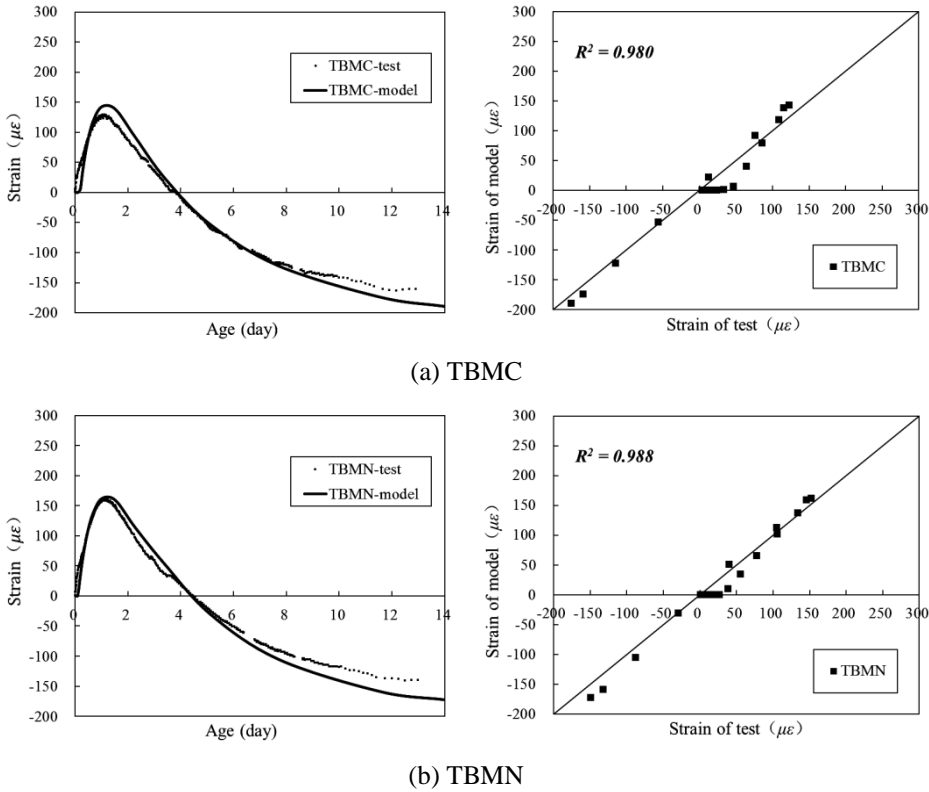 300
250
200
150
100
50
0
-50
-100
-150
-200
Strain (με)
0 2 4 6 8 10 12 14
Age (day)
TBMC-test
TBMC-model
300
250
200
150
100
50
0
-50
-100
-150
-200
Strain of model (με)
R² = 0.980
-200 -150 -100 -50 0 50 100 150 200 250 300
TBMC
Strain of test (με)
(a) TBMC
300
250
200
150
100
50
0
-50
-100
-150
-200
Strain (με)
0 2 4 6 8 10 12 14
Age (day)
TBMN-test
TBMN-model
300
250
200
150
100
50
0
-50
-100
-150
-200
Strain of model (με)
R² = 0.988
-200 -150 -100 -50 0 50 100 150 200 250 300
TBMN
Strain of test (με)
(b) TBMN